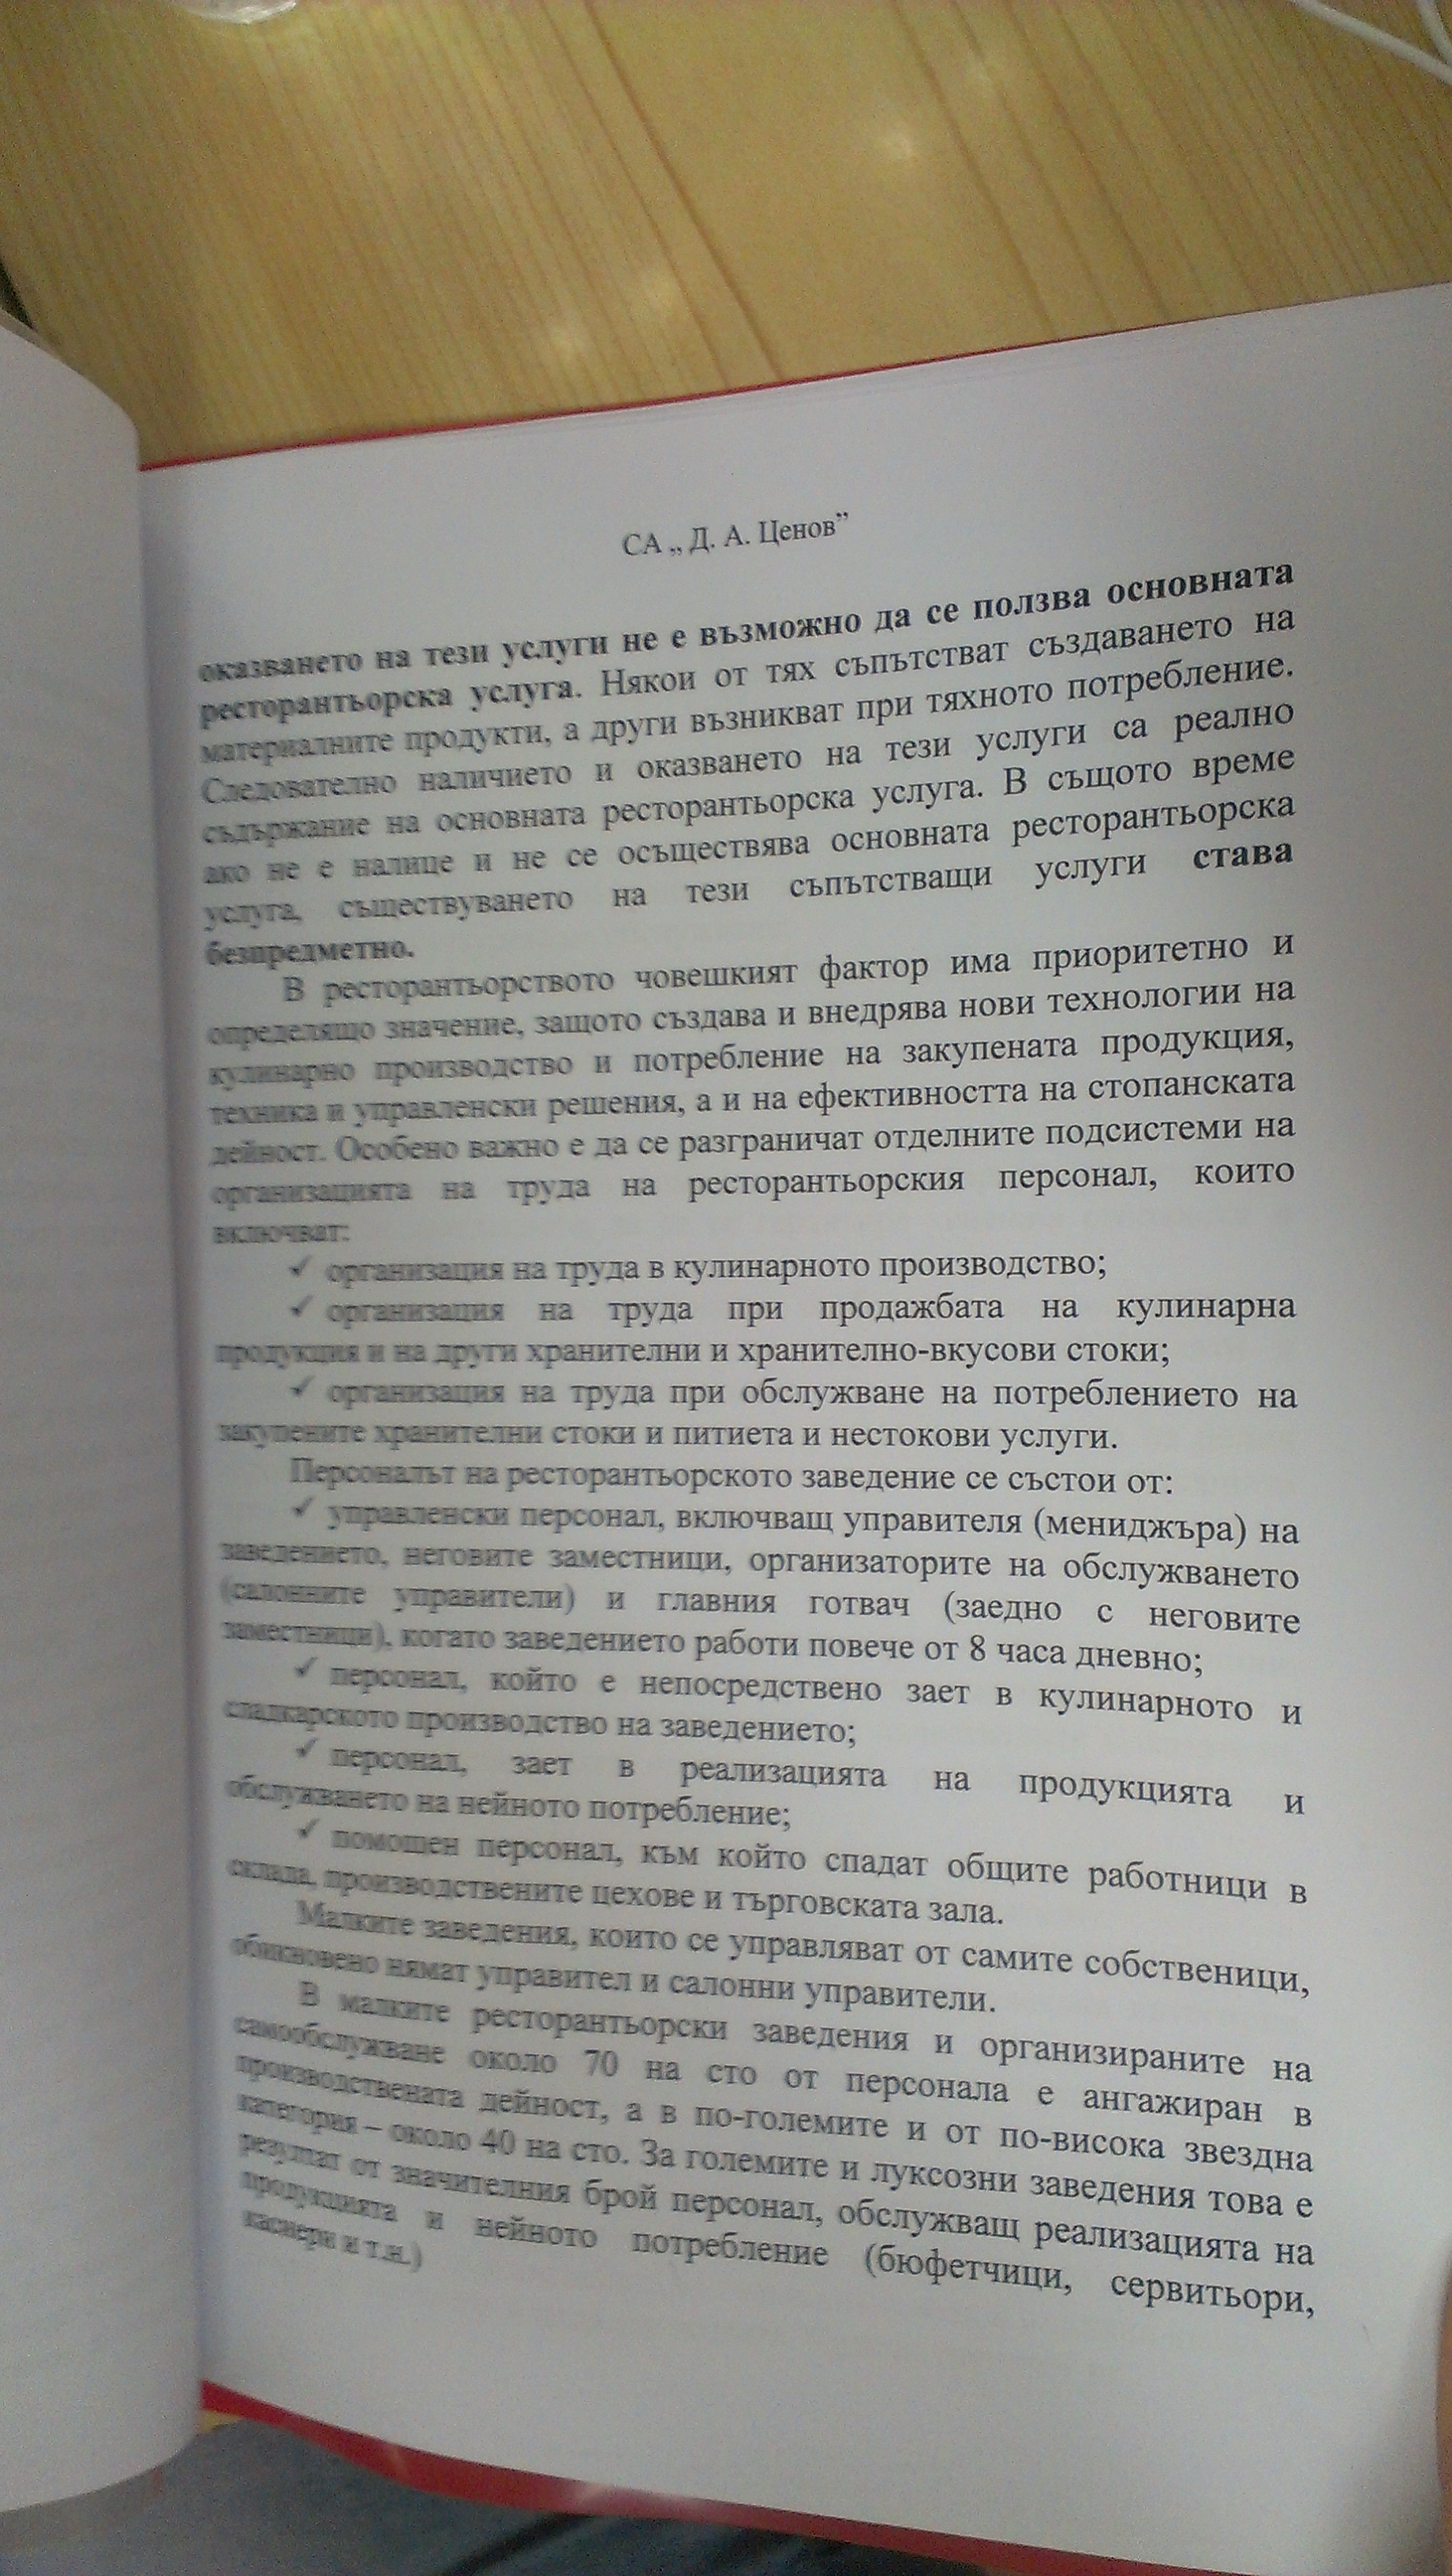 СА „ Д. А. Ценов”
оказването на тези услуги не е възможно да се ползва основната
ресторантьорска услуга. Някои от тях съпътстват създаването на
материалните продукти, а други възникват при тяхното потребление.
Следователно наличието и оказването на тези услуги са реално
съдържание на основната ресторантьорска услуга. В същото време
ако не е налице и не се осъществява основната ресторантьорска
услуга, съществуването на тези съпътстващи услуги става
безпредметно.
В ресторантьорството човешкият фактор има приоритетно и
определящо значение, защото създава и внедрява нови технологии на
кулинарно производство и потребление на закупената продукция,
техника и управленски решения, а и на ефективността на стопанската
дейност. Особено важно е да се разграничат отделните подсистеми на
организацията на труда на ресторантьорския персонал, които
включват:
✓ организация на труда в кулинарното производство;
✓ организация на труда при продажбата на кулинарна
продукция и на други хранителни и хранително-вкусови стоки;
✓ организация на труда при обслужване на потреблението на
закупените хранителни стоки и питиета и нестокови услуги.
Персоналът на ресторантьорското заведение се състои от:
✓ управленски персонал, включващ управителя (мениджъра) на
заведението, неговите заместници, организаторите на обслужването
(салонните управители) и главния готвач (заедно с неговите
заместници), когато заведението работи повече от 8 часа дневно;
✓ персонал, който е непосредствено зает в кулинарното и
сладкарското производство на заведението;
✓ персонал, зает в реализацията на продукцията и
обслужването на нейното потребление;
✓ помощен персонал, към който спадат общите работници в
склада, производствените цехове и търговската зала.
Малките заведения, които се управляват от самите собственици,
обикновено нямат управител и салонни управители.
В малките ресторантьорски заведения и организираните на
самообслужване около 70 на сто от персонала е ангажиран в
производствената дейност, а в по-големите и от по-висока звездна
категория – около 40 на сто. За големите и луксозни заведения това е
резултат от значителния брой персонал, обслужващ реализацията на
продукцията и нейното потребление (бюфетчици, сервитьори,
касиери и т.н.)